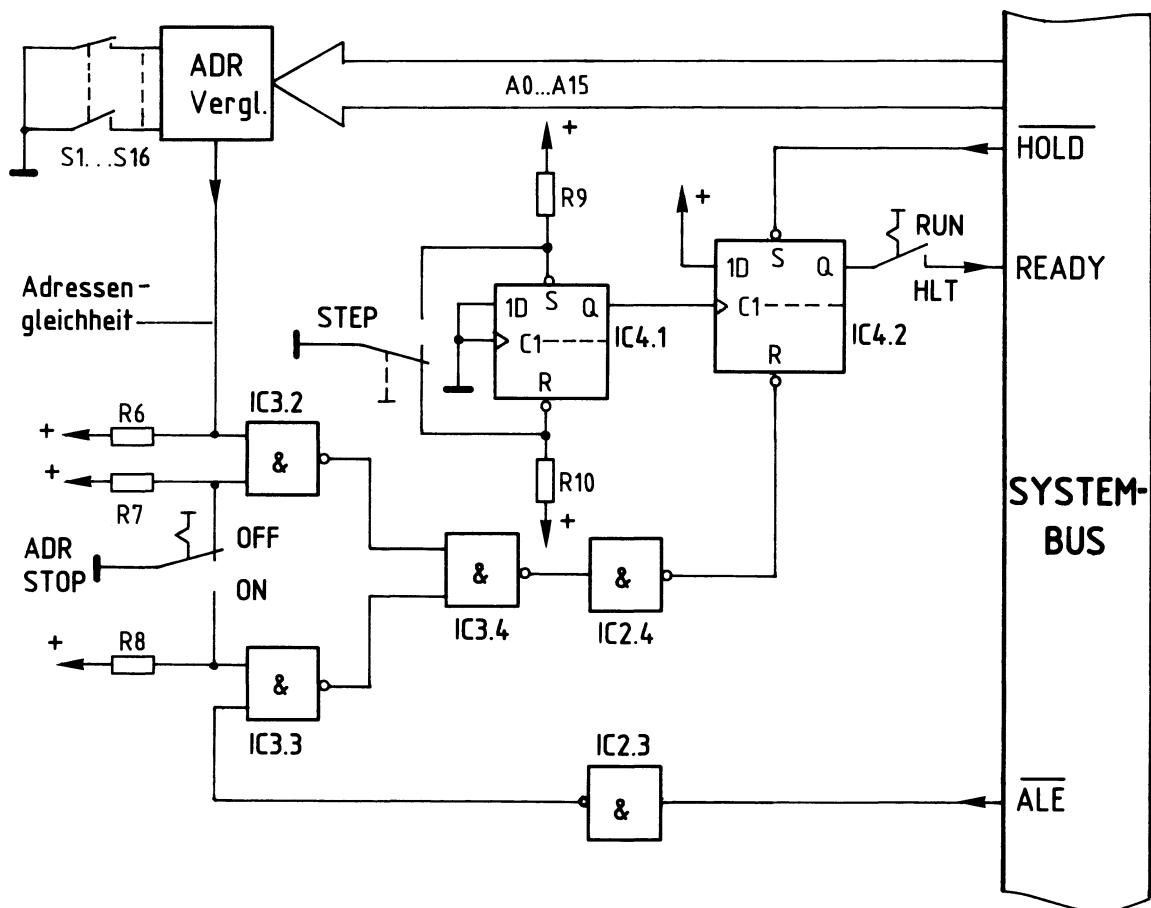 ADR
Vergl.
A0...A15
S1...S16
+
HOLD
R9
+
RUN
1D
S
Q
READY
HLT
C1
IC4.2
R
Adressen-
gleichheit
STEP
1D
S
Q
C1
IC4.1
R
IC3.2
+
R6
&
+
R7
R10
+
SYSTEM-
BUS
ADR
STOP
OFF
ON
&
IC3.4
&
IC2.4
+
R8
&
IC3.3
IC2.3
&
ALE